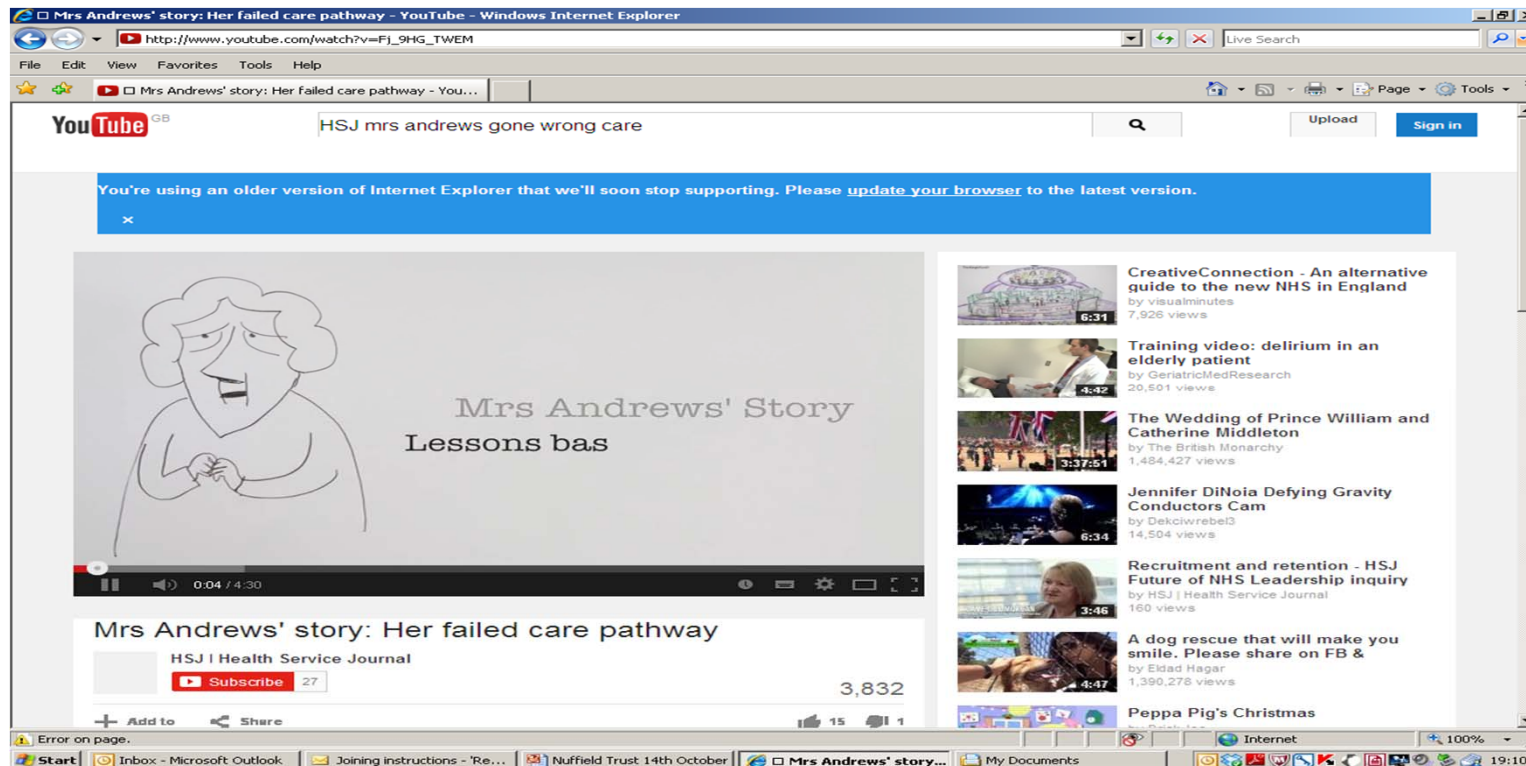 Mrs Andrews' story: Her failed care pathway - YouTube - Windows Internet Explorer
http://www.youtube.com/watch?v=Fj_9HG_TWEM
Live Search
File Edit View Favorites Tools Help
Mrs Andrews' story: Her failed care pathway - You...
Page Tools
YouTube GB
HSJ mrs andrews gone wrong care
Upload
Sign in
You're using an older version of Internet Explorer that we'll soon stop supporting. Please update your browser to the latest version.
Mrs Andrews' Story
Lessons bas
0:04 / 4:30
Mrs Andrews' story: Her failed care pathway
HSJ | Health Service Journal
Subscribe 27
3,832
Add to Share
15 1
6:31
CreativeConnection - An alternative
guide to the new NHS in England
by visualminutes
7,926 views
4:42
Training video: delirium in an
elderly patient
by GeriatricMedResearch
20,501 views
3:37:51
The Wedding of Prince William and
Catherine Middleton
by The British Monarchy
1,484,427 views
6:34
Jennifer DiNoia Defying Gravity
Conductors Cam
by Dekciwrebel3
14,504 views
3:46
Recruitment and retention - HSJ
Future of NHS Leadership inquiry
by HSJ | Health Service Journal
160 views
4:47
A dog rescue that will make you
smile. Please share on FB &
by Eldad Hagar
1,390,278 views
Peppa Pig's Christmas
Error on page.
Internet
100%
Start
Inbox - Microsoft Outlook
Joining instructions - 'Re...
Nuffield Trust 14th October
Mrs Andrews' story...
My Documents
19:10